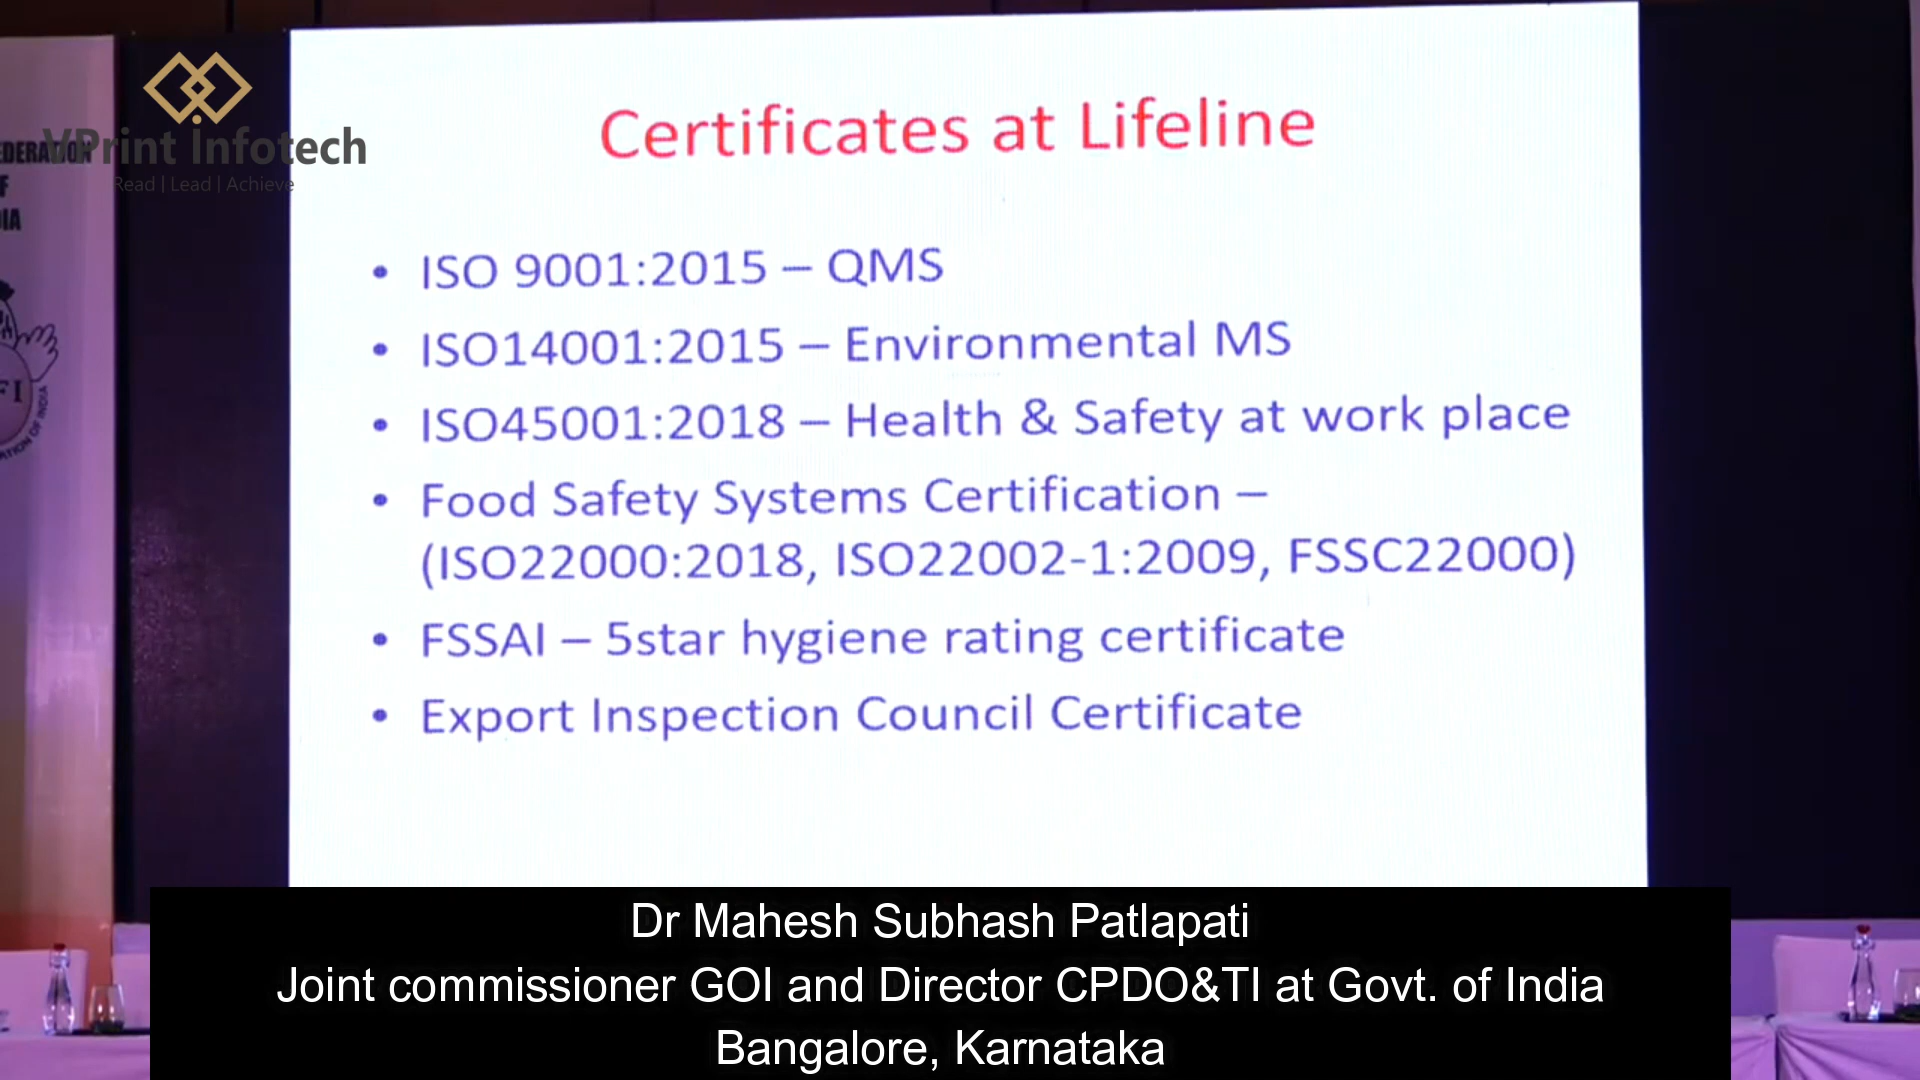 VPrint Infotech
Read | Lead | Achieve
Certificates at Lifeline
• ISO 9001:2015 – QMS
• ISO14001:2015 – Environmental MS
• ISO45001:2018 – Health & Safety at work place
• Food Safety Systems Certification –
(ISO22000:2018, ISO22002-1:2009, FSSC22000)
• FSSAI – 5star hygiene rating certificate
• Export Inspection Council Certificate
Dr Mahesh Subhash Patlapati
Joint commissioner GOI and Director CPDO&TI at Govt. of India
Bangalore, Karnataka